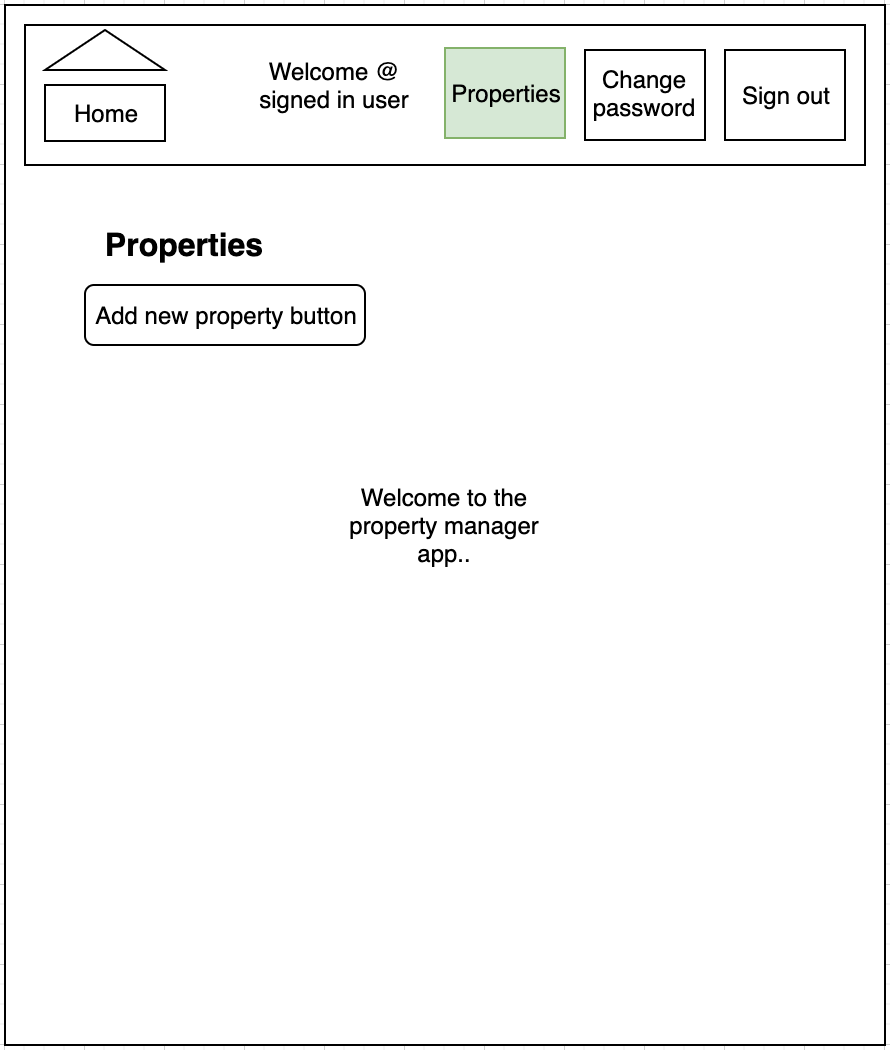 Home
Welcome @
signed in user
Properties
Change
password
Sign out
Properties
Add new property button
Welcome to the
property manager
app..